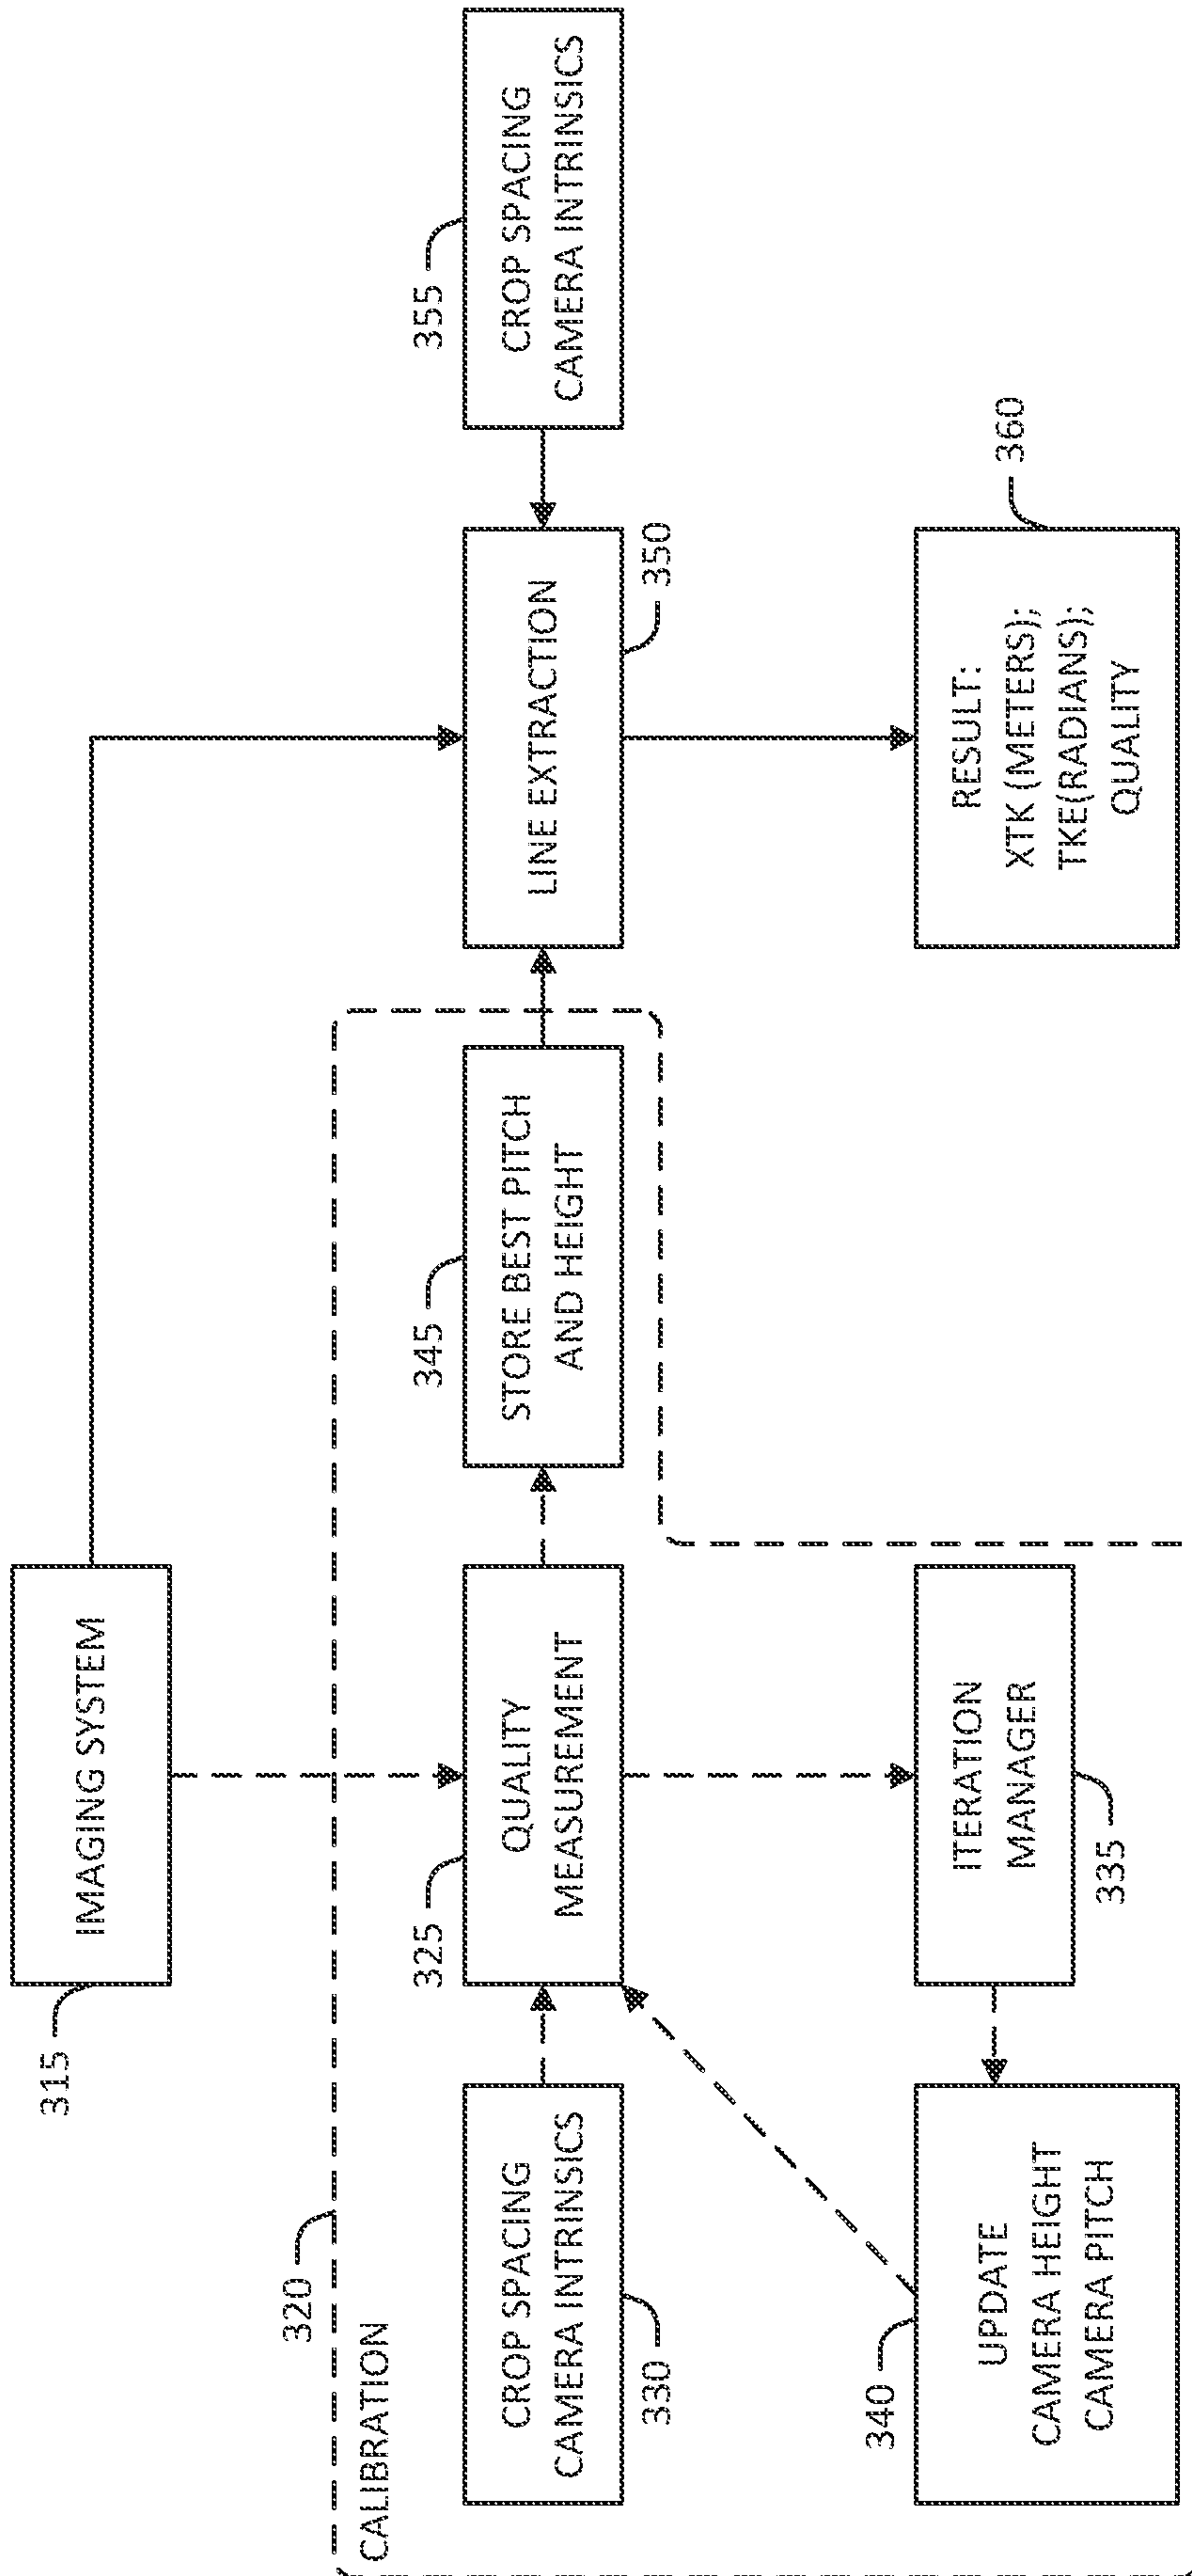 315
IMAGING SYSTEM
320
CALIBRATION
325
QUALITY
MEASUREMENT
345
STORE BEST PITCH
AND HEIGHT
355
CROP SPACING
CAMERA INTRINSICS
CROP SPACING
CAMERA INTRINSICS
330
LINE EXTRACTION
350
340
UPDATE
CAMERA HEIGHT
CAMERA PITCH
ITERATION
MANAGER
335
RESULT:
XTK (METERS);
TKE(RADIANS);
QUALITY
360